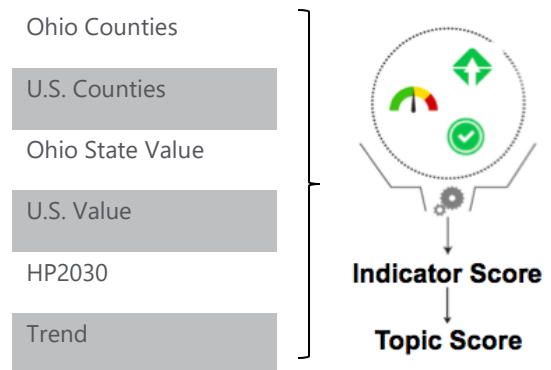 Ohio Counties
U.S. Counties
Ohio State Value
U.S. Value
HP2030
Trend
Indicator Score
Topic Score